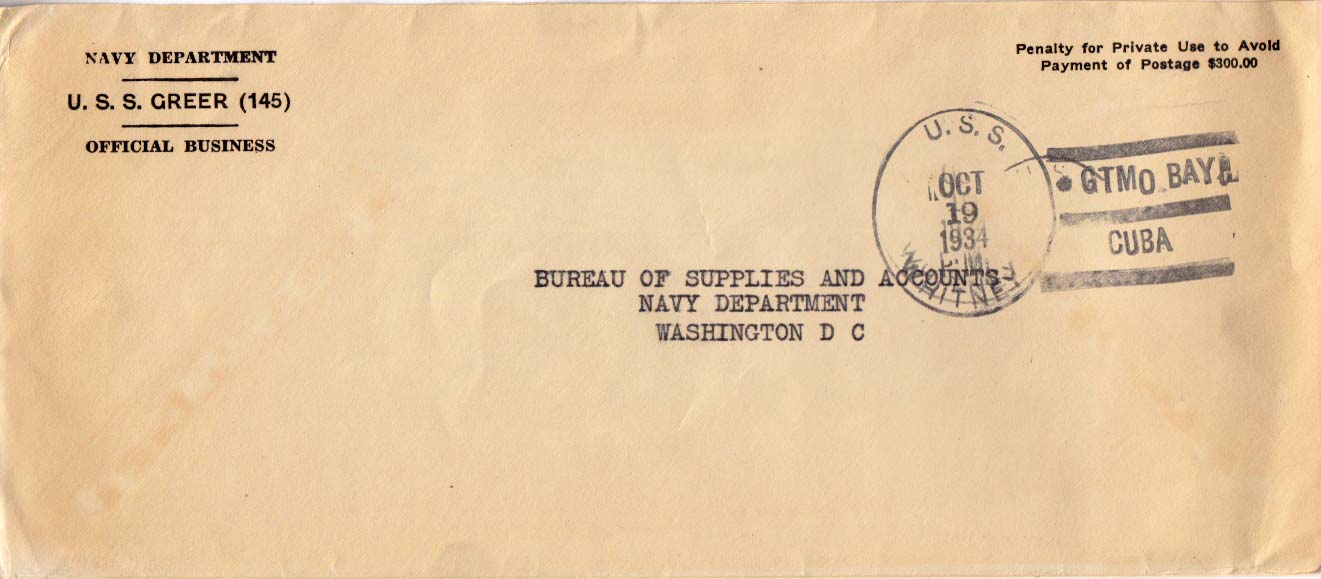 NAVY DEPARTMENT
U. S. S. GREER (145)
OFFICIAL BUSINESS
Penalty for Private Use to Avoid
Payment of Postage $300.00
U. S. S.
OCT
19
1934
WHITNEY
GTMO BAY
CUBA
BUREAU OF SUPPLIES AND ACCOUNTS
NAVY DEPARTMENT
WASHINGTON D C